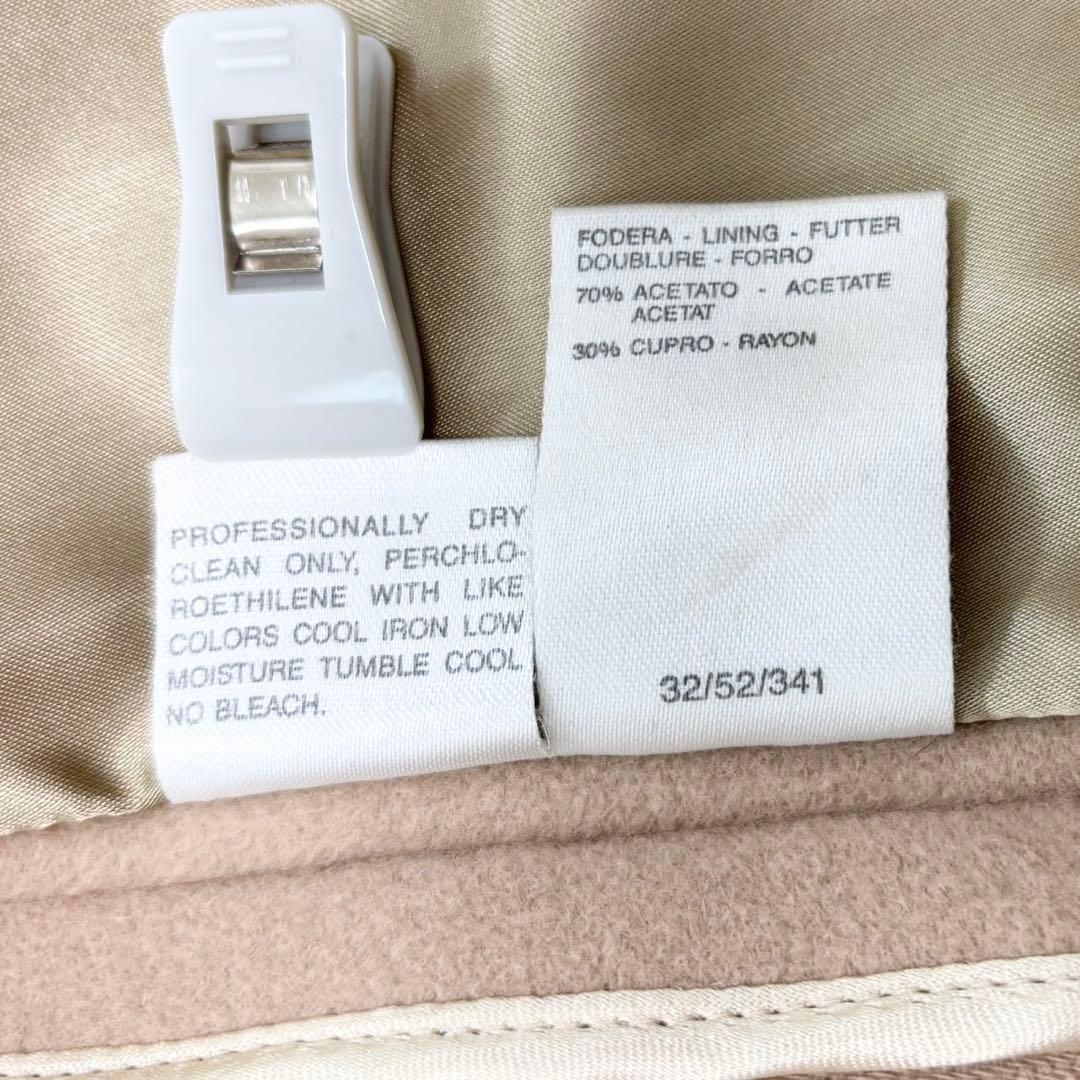 FODERA - LINING - FUTTER
DOUBLURE - FORRO
70% ACETATO - ACETATE
ACETAT
30% CUPRO - RAYON
32/52/341
PROFESSIONALLY DRY
CLEAN ONLY, PERCHLO-
ROETHILENE WITH LIKE
COLORS COOL IRON LOW
MOISTURE TUMBLE COOL
NO BLEACH.